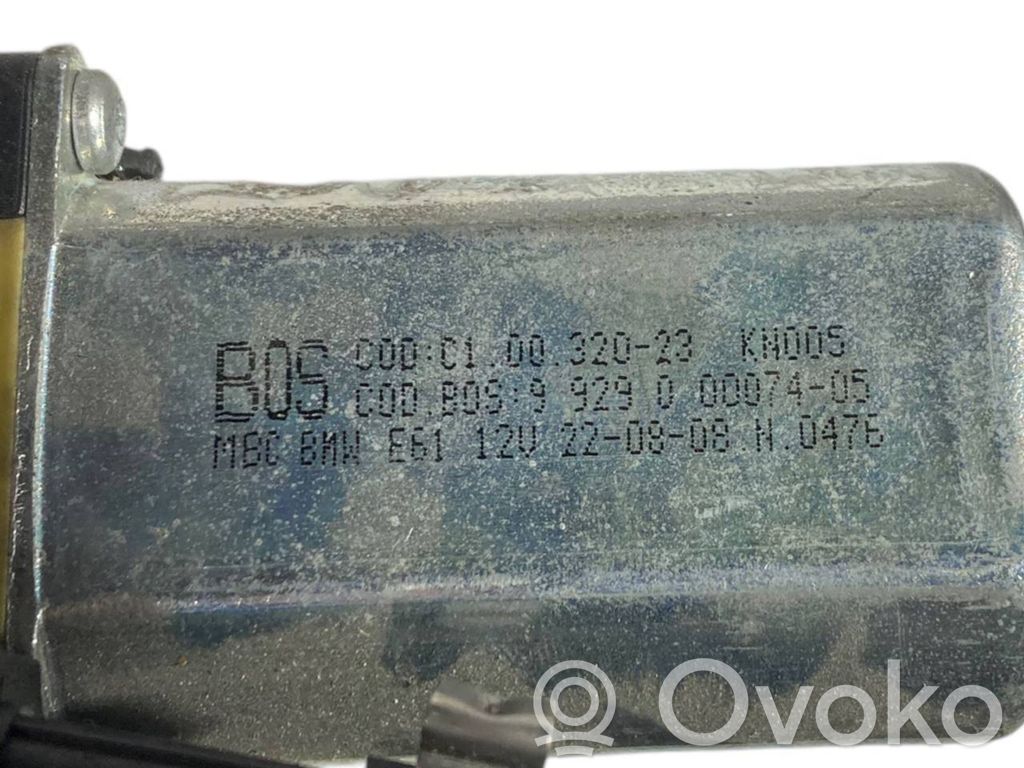 BOS COD:C1.00.320-23 KN005
COD.BOS:9 929 0 00074-05
MBC BMW E61 12V 22-08-08 N.0476
Ovoko